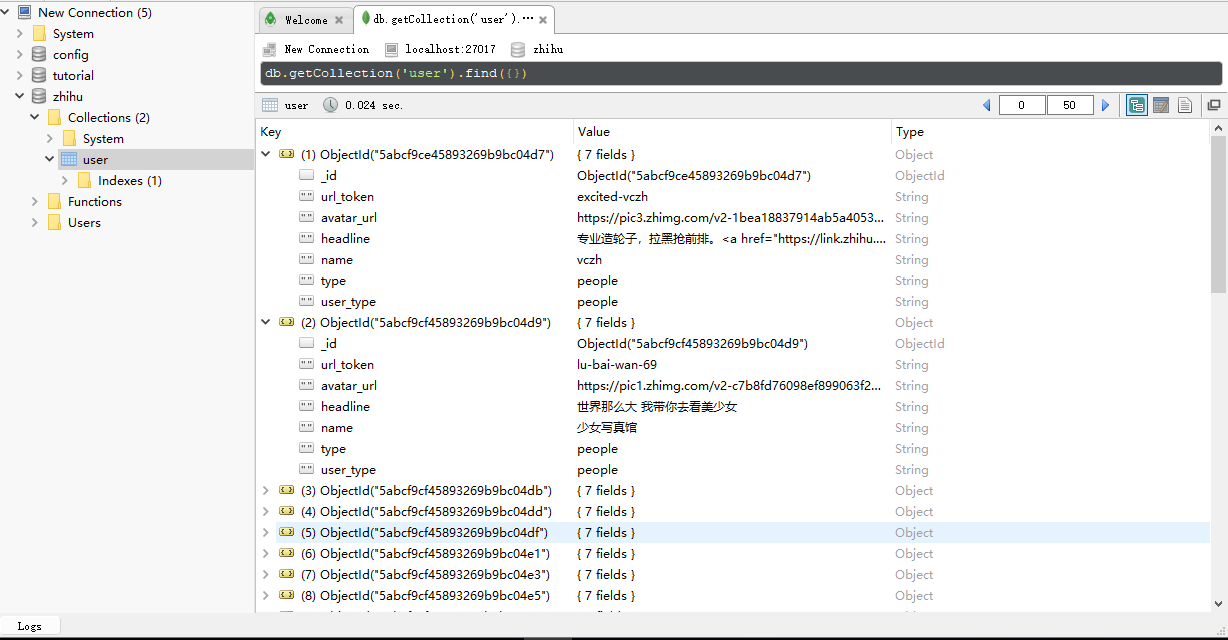 New Connection (5)
System
config
tutorial
zhihu
Collections (2)
System
user
Indexes (1)
Functions
Users
Welcome
db.getCollection('user').···
New Connection localhost:27017 zhihu
db.getCollection('user').find({})
user 0.024 sec. 0 50
Key Value Type
(1) ObjectId("5abcf9ce45893269b9bc04d7") { 7 fields } Object
_id ObjectId("5abcf9ce45893269b9bc04d7") ObjectId
url_token excited-vczh String
avatar_url https://pic3.zhimg.com/v2-1bea18837914ab5a4053... String
headline 专业造轮子，拉黑抢前排。<a href="https://link.zhihu.... String
name vczh String
type people String
user_type people String
(2) ObjectId("5abcf9cf45893269b9bc04d9") { 7 fields } Object
_id ObjectId("5abcf9cf45893269b9bc04d9") ObjectId
url_token lu-bai-wan-69 String
avatar_url https://pic1.zhimg.com/v2-c7b8fd76098ef899063f2... String
headline 世界那么大 我带你去看美少女 String
name 少女写真馆 String
type people String
user_type people String
(3) ObjectId("5abcf9cf45893269b9bc04db") { 7 fields } Object
(4) ObjectId("5abcf9cf45893269b9bc04dd") { 7 fields } Object
(5) ObjectId("5abcf9cf45893269b9bc04df") { 7 fields } Object
(6) ObjectId("5abcf9cf45893269b9bc04e1") { 7 fields } Object
(7) ObjectId("5abcf9cf45893269b9bc04e3") { 7 fields } Object
(8) ObjectId("5abcf9cf45893269b9bc04e5") { 7 fields } Object
Logs